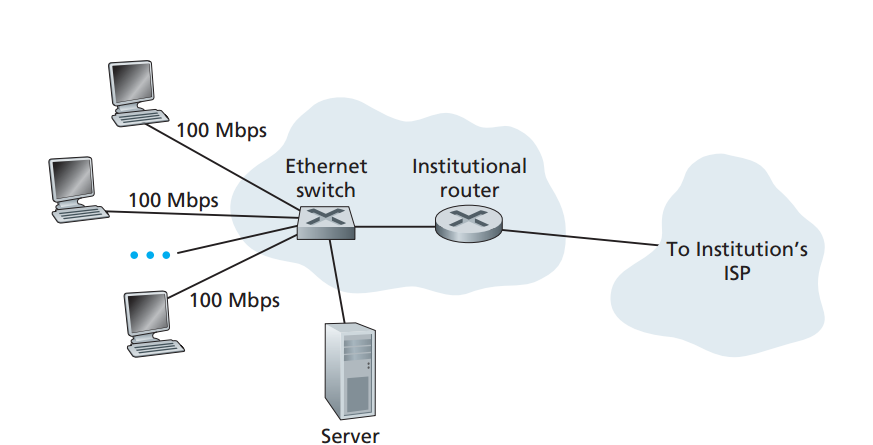 100 Mbps
Ethernet
switch
Institutional
router
100 Mbps
To Institution's
ISP
100 Mbps
Server